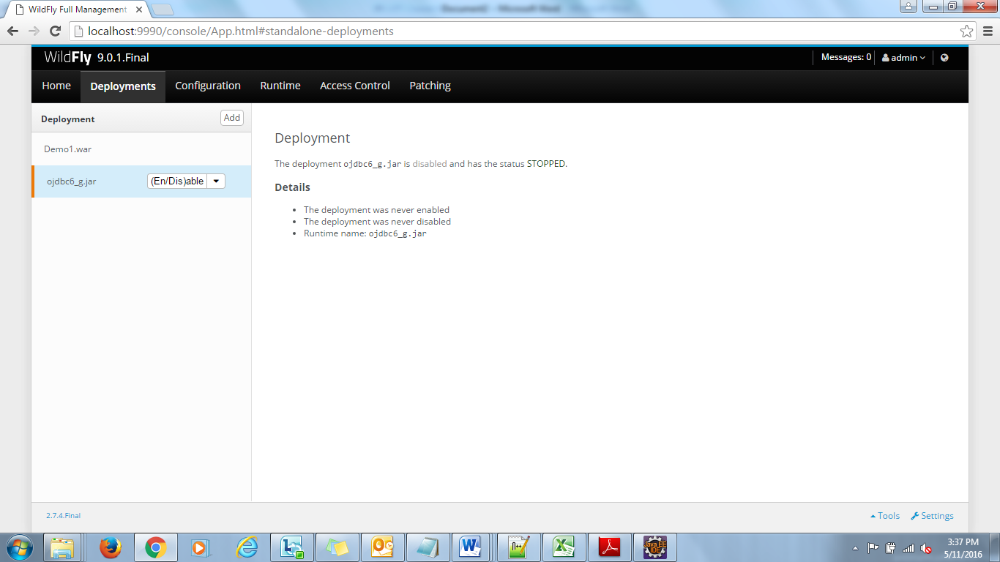 WildFly Full Management
localhost:9990/console/App.html#standalone-deployments
WildFly 9.0.1.Final
Messages: 0
admin
Home
Deployments
Configuration
Runtime
Access Control
Patching
Deployment
Add
Demo1.war
ojdbc6_g.jar
(En/Dis)able
Deployment
The deployment ojdbc6_g.jar is disabled and has the status STOPPED.
Details
The deployment was never enabled
The deployment was never disabled
Runtime name: ojdbc6_g.jar
2.7.4.Final
Tools
Settings
Java EE
IDE
3:37 PM
5/11/2016